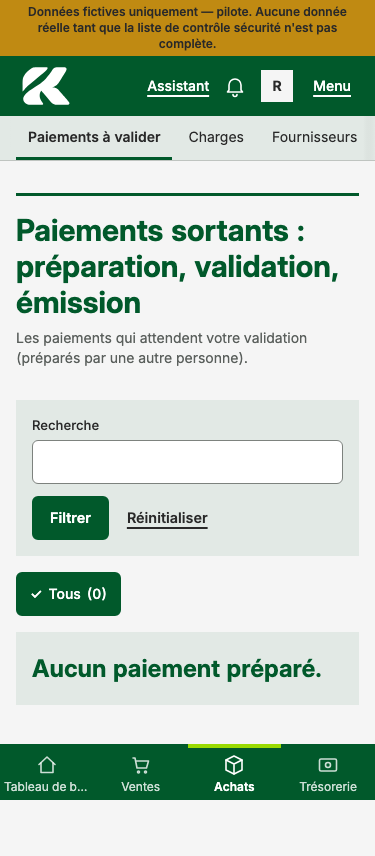 Données fictives uniquement — pilote. Aucune donnée
réelle tant que la liste de contrôle sécurité n'est pas
complète.
Assistant
R
Menu
Paiements à valider
Charges
Fournisseurs
Paiements sortants :
préparation, validation,
émission
Les paiements qui attendent votre validation
(préparés par une autre personne).
Recherche
Filtrer
Réinitialiser
✓ Tous (0)
Aucun paiement préparé.
Tableau de b...
Ventes
Achats
Trésorerie